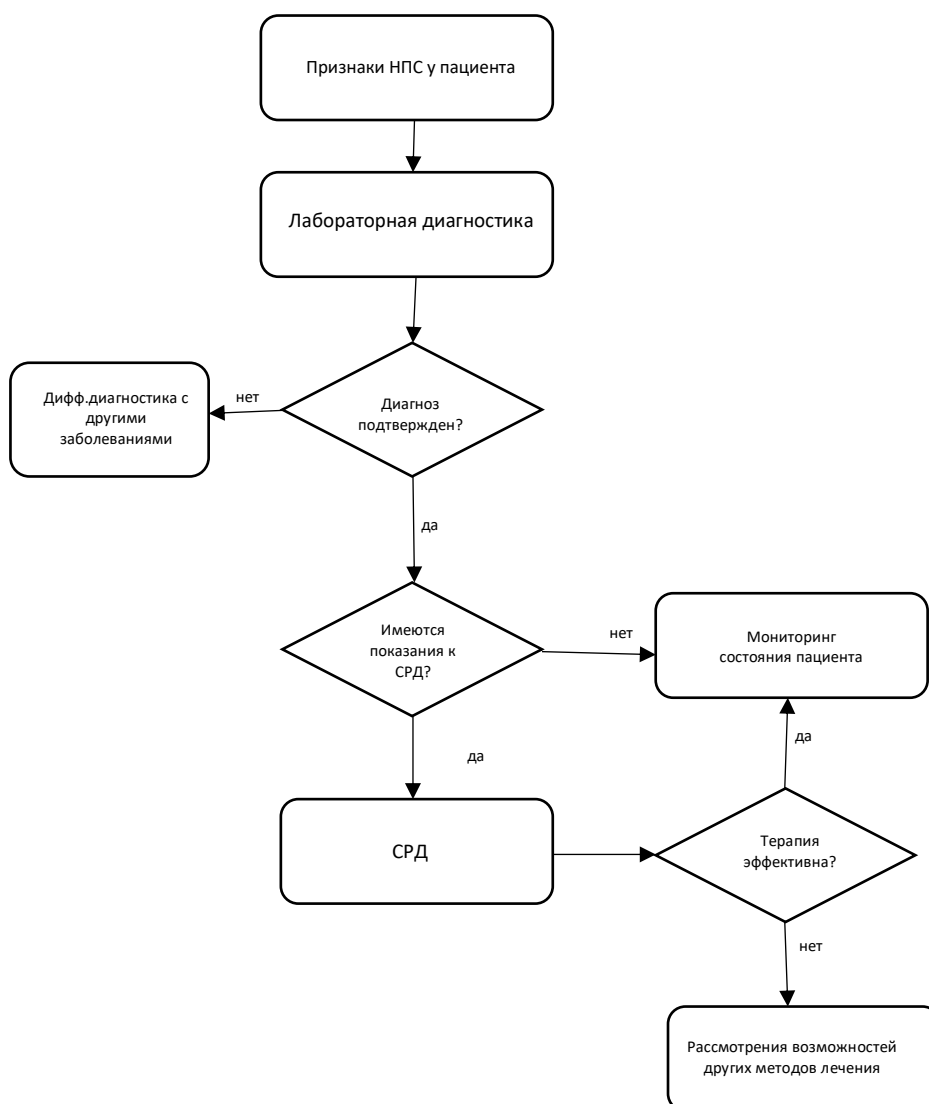 Признаки НПС у пациента
Лабораторная диагностика
Диагноз
подтвержден?
нет
Дифф.диагностика с
другими
заболеваниями
да
Имеются
показания к
СРД?
нет
Мониторинг
состояния пациента
да
да
СРД
Терапия
эффективна?
нет
Рассмотрения возможностей
других методов лечения